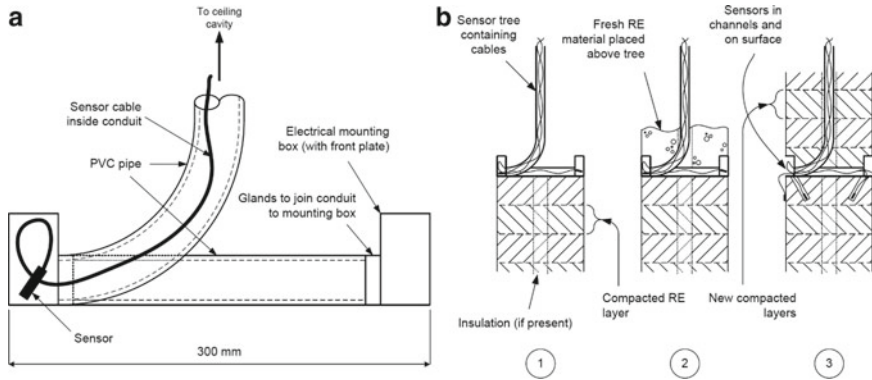 a
To ceiling
cavity
Sensor cable
inside conduit
PVC pipe
Electrical mounting
box (with front plate)
Glands to join conduit
to mounting box
Sensor
300 mm
b
Sensor tree
containing
cables
Fresh RE
material placed
above tree
Sensors in
channels and
on surface
Insulation (if present)
Compacted RE
layer
New compacted
layers
1
2
3